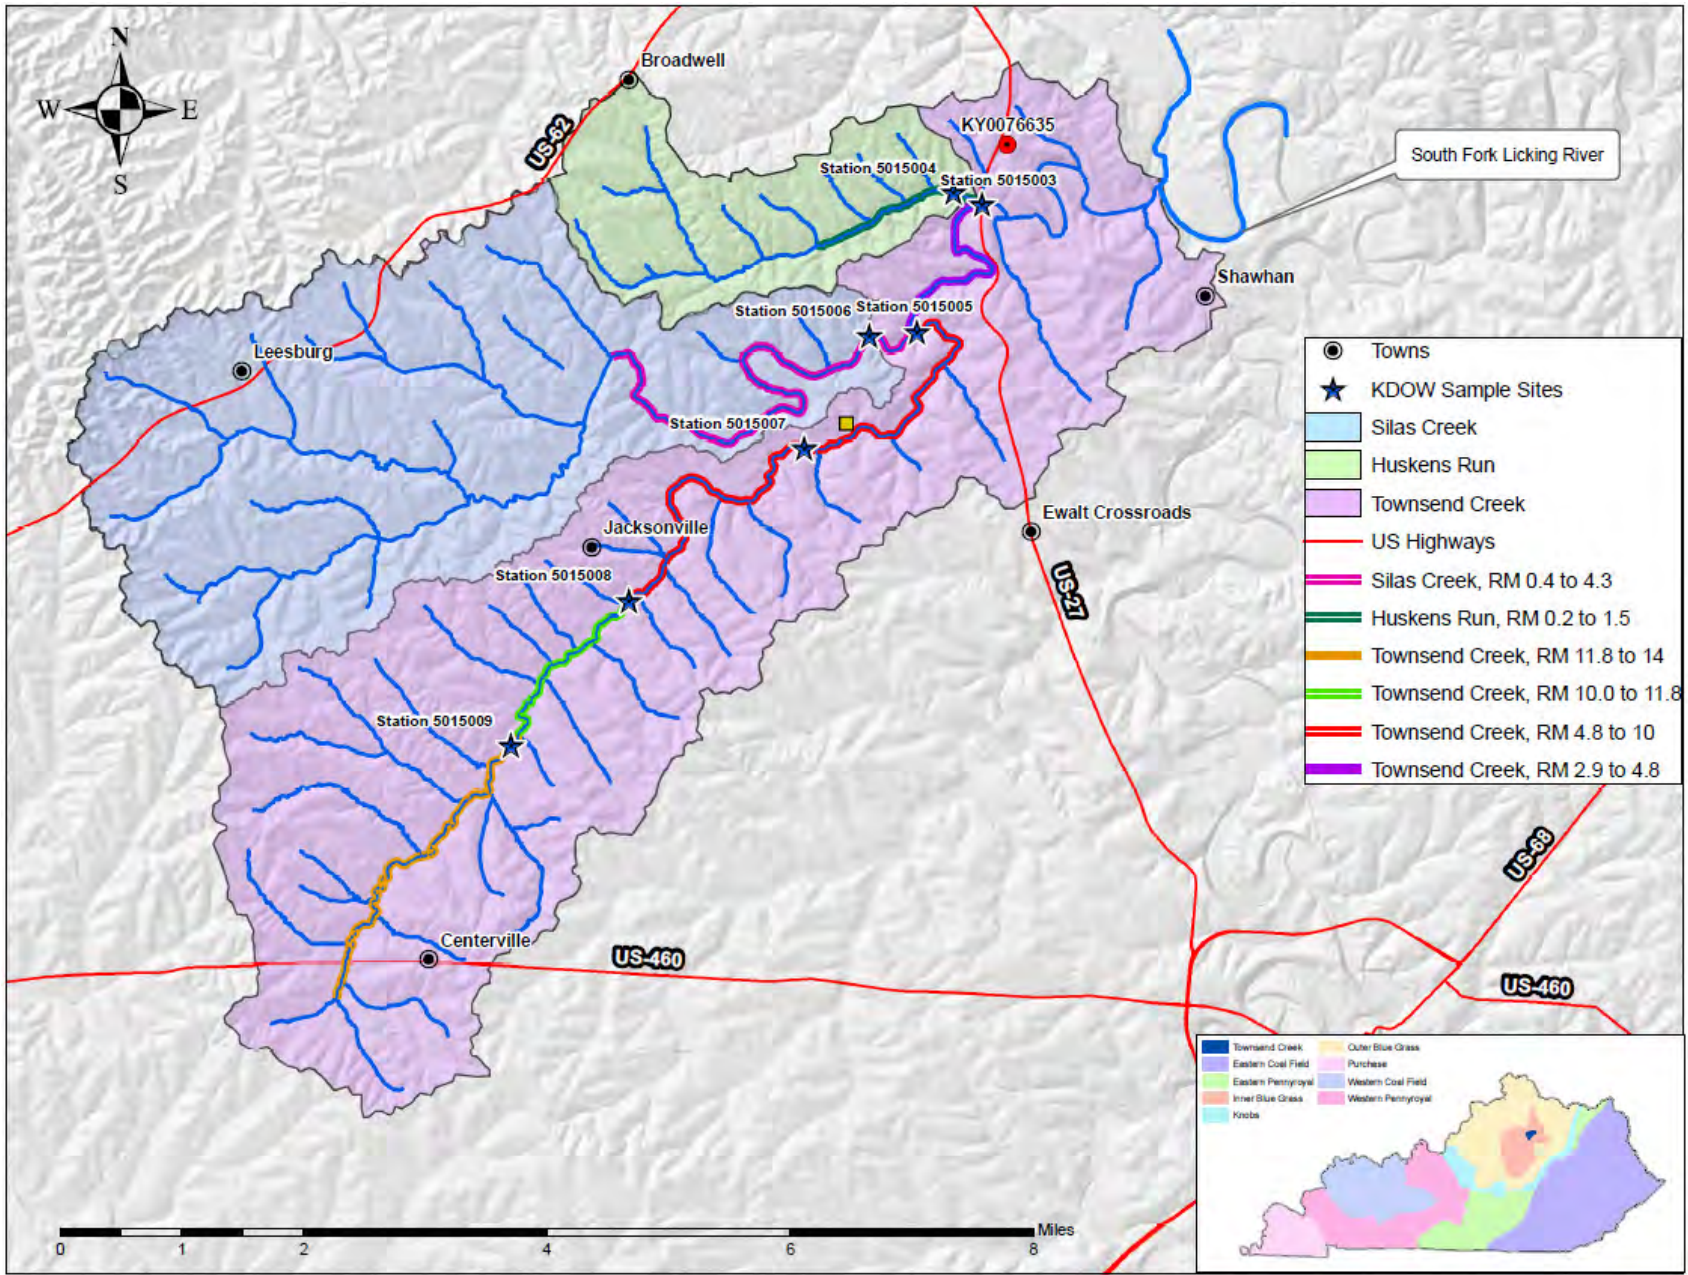 N
W
E
S
Broadwell
US-62
KY0076635
Station 5015004
Station 5015003
South Fork Licking River
Shawhan
Station 5015006
Station 5015005
Leesburg
Station 5015007
Ewalt Crossroads
Jacksonville
Station 5015008
US-27
Station 5015009
Centerville
US-460
US-68
US-460
Towns
KDOW Sample Sites
Silas Creek
Huskens Run
Townsend Creek
US Highways
Silas Creek, RM 0.4 to 4.3
Huskens Run, RM 0.2 to 1.5
Townsend Creek, RM 11.8 to 14
Townsend Creek, RM 10.0 to 11.8
Townsend Creek, RM 4.8 to 10
Townsend Creek, RM 2.9 to 4.8
Townsend Creek
Eastern Coal Field
Eastern Pennyroyal
Inner Blue Grass
Knobs
Outer Blue Grass
Purchase
Western Coal Field
Western Pennyroyal
Miles
0 1 2 4 6 8